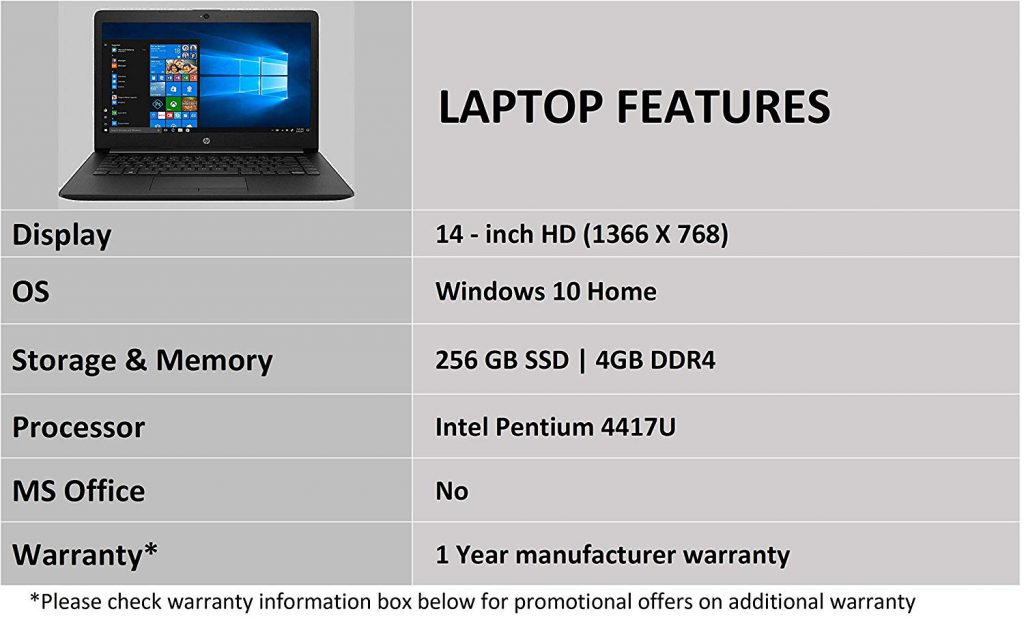 LAPTOP FEATURES
Display
14 - inch HD (1366 X 768)
OS
Windows 10 Home
Storage & Memory
256 GB SSD | 4GB DDR4
Processor
Intel Pentium 4417U
MS Office
No
Warranty*
1 Year manufacturer warranty
*Please check warranty information box below for promotional offers on additional warranty